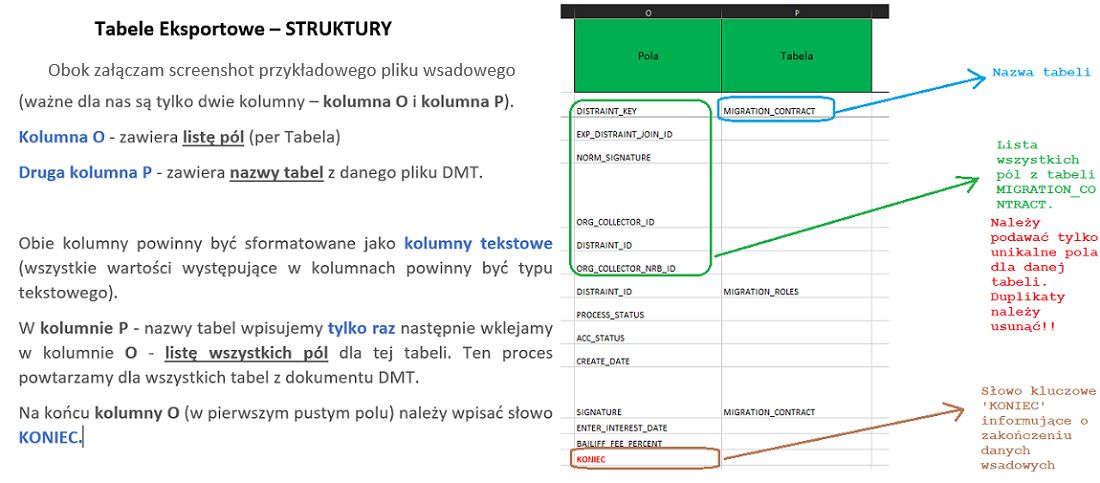 Tabele Eksportowe – STRUKTURY
Obok załączam screenshot przykładowego pliku wsadowego
(ważne dla nas są tylko dwie kolumny – kolumna O i kolumna P).
Kolumna O - zawiera listę pól (per Tabela)
Druga kolumna P - zawiera nazwy tabel z danego pliku DMT.
Obie kolumny powinny być sformatowane jako kolumny tekstowe
(wszystkie wartości występujące w kolumnach powinny być typu
tekstowego).
W kolumnie P - nazwy tabel wpisujemy tylko raz następnie wklejamy
w kolumnie O - listę wszystkich pól dla tej tabeli. Ten proces
powtarzamy dla wszystkich tabel z dokumentu DMT.
Na końcu kolumny O (w pierwszym pustym polu) należy wpisać słowo
KONIEC.
O P
Pola Tabela
DISTRAINT_KEY MIGRATION_CONTRACT
EXP_DISTRAINT_JOIN_ID
NORM_SIGNATURE
ORG_COLLECTOR_ID
DISTRAINT_ID
ORG_COLLECTOR_NRB_ID
DISTRAINT_ID MIGRATION_ROLES
PROCESS_STATUS
ACC_STATUS
CREATE_DATE
SIGNATURE MIGRATION_CONTRACT
ENTER_INTEREST_DATE
BAILIFF_FEE_PERCENT
KONIEC
Nazwa tabeli
Lista
wszystkich
pól z tabeli
MIGRATION_CO
NTRACT.
Należy
podawać tylko
unikalne pola
dla danej
tabeli.
Duplikaty
należy
usunąć!!
Słowo kluczowe
'KONIEC'
informujące o
zakończeniu
danych
wsadowych